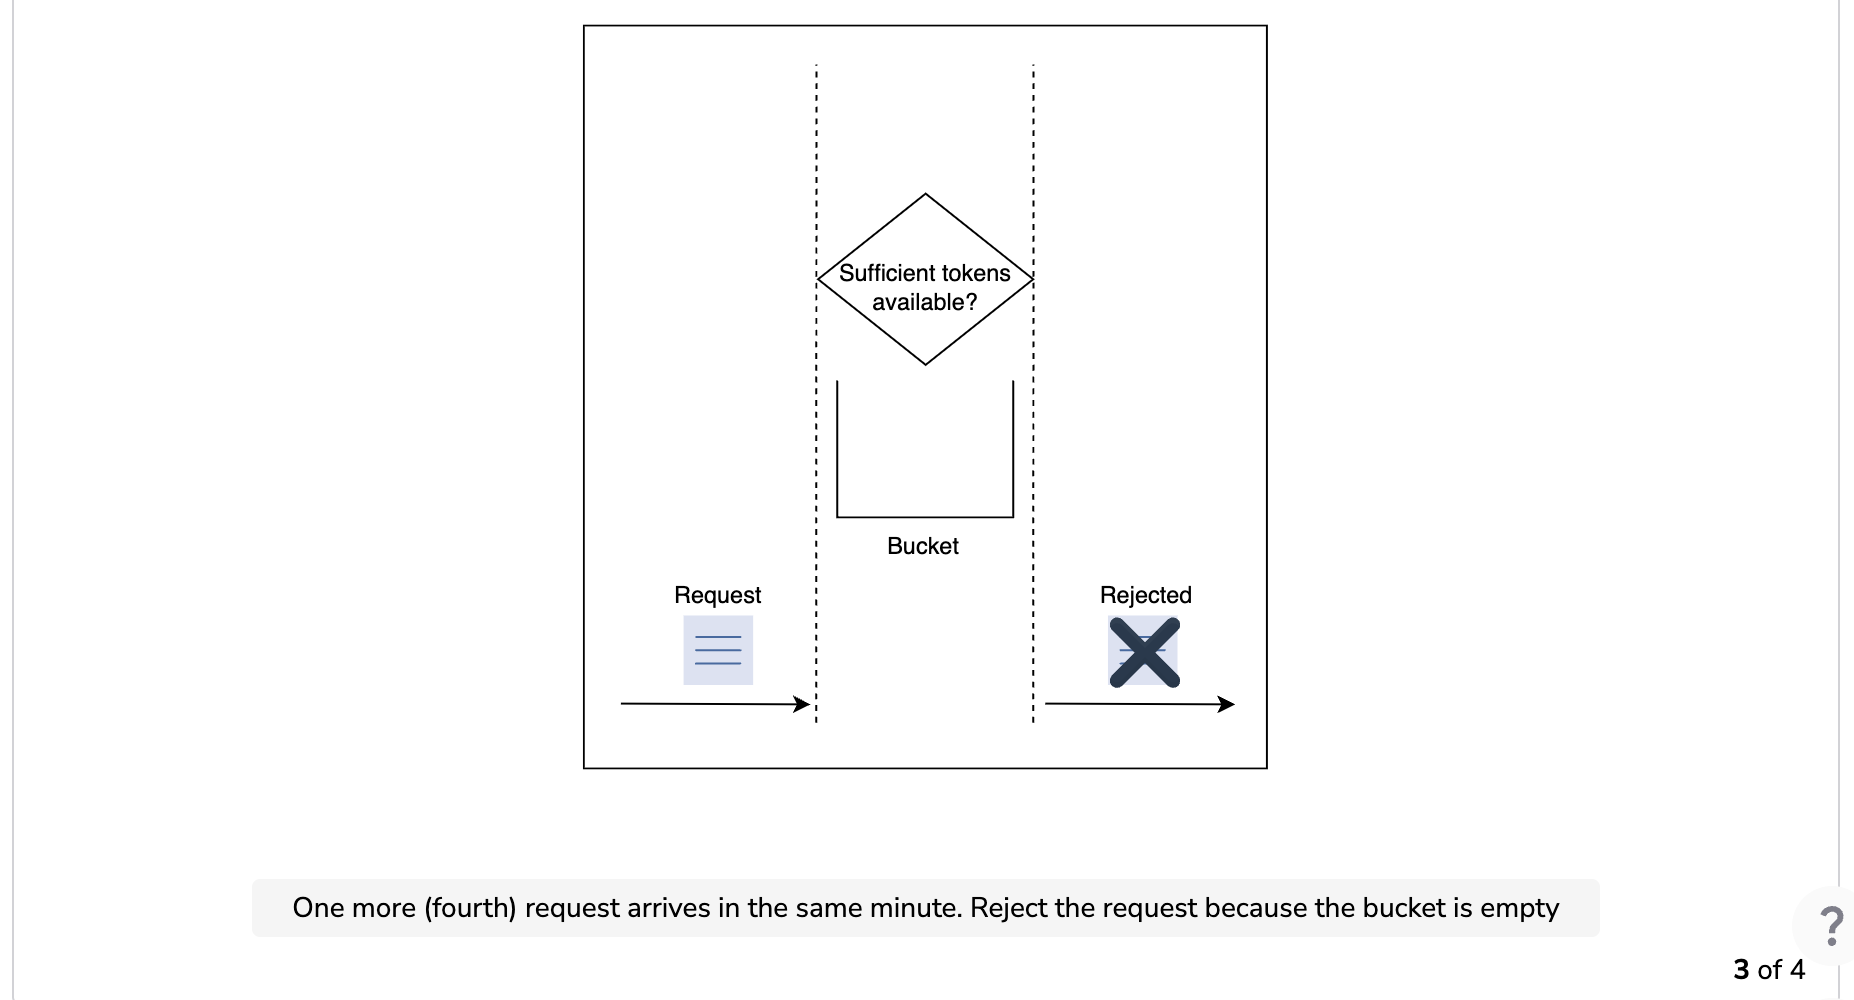 Sufficient tokens
available?
Bucket
Request
Rejected
One more (fourth) request arrives in the same minute. Reject the request because the bucket is empty
?
3 of 4